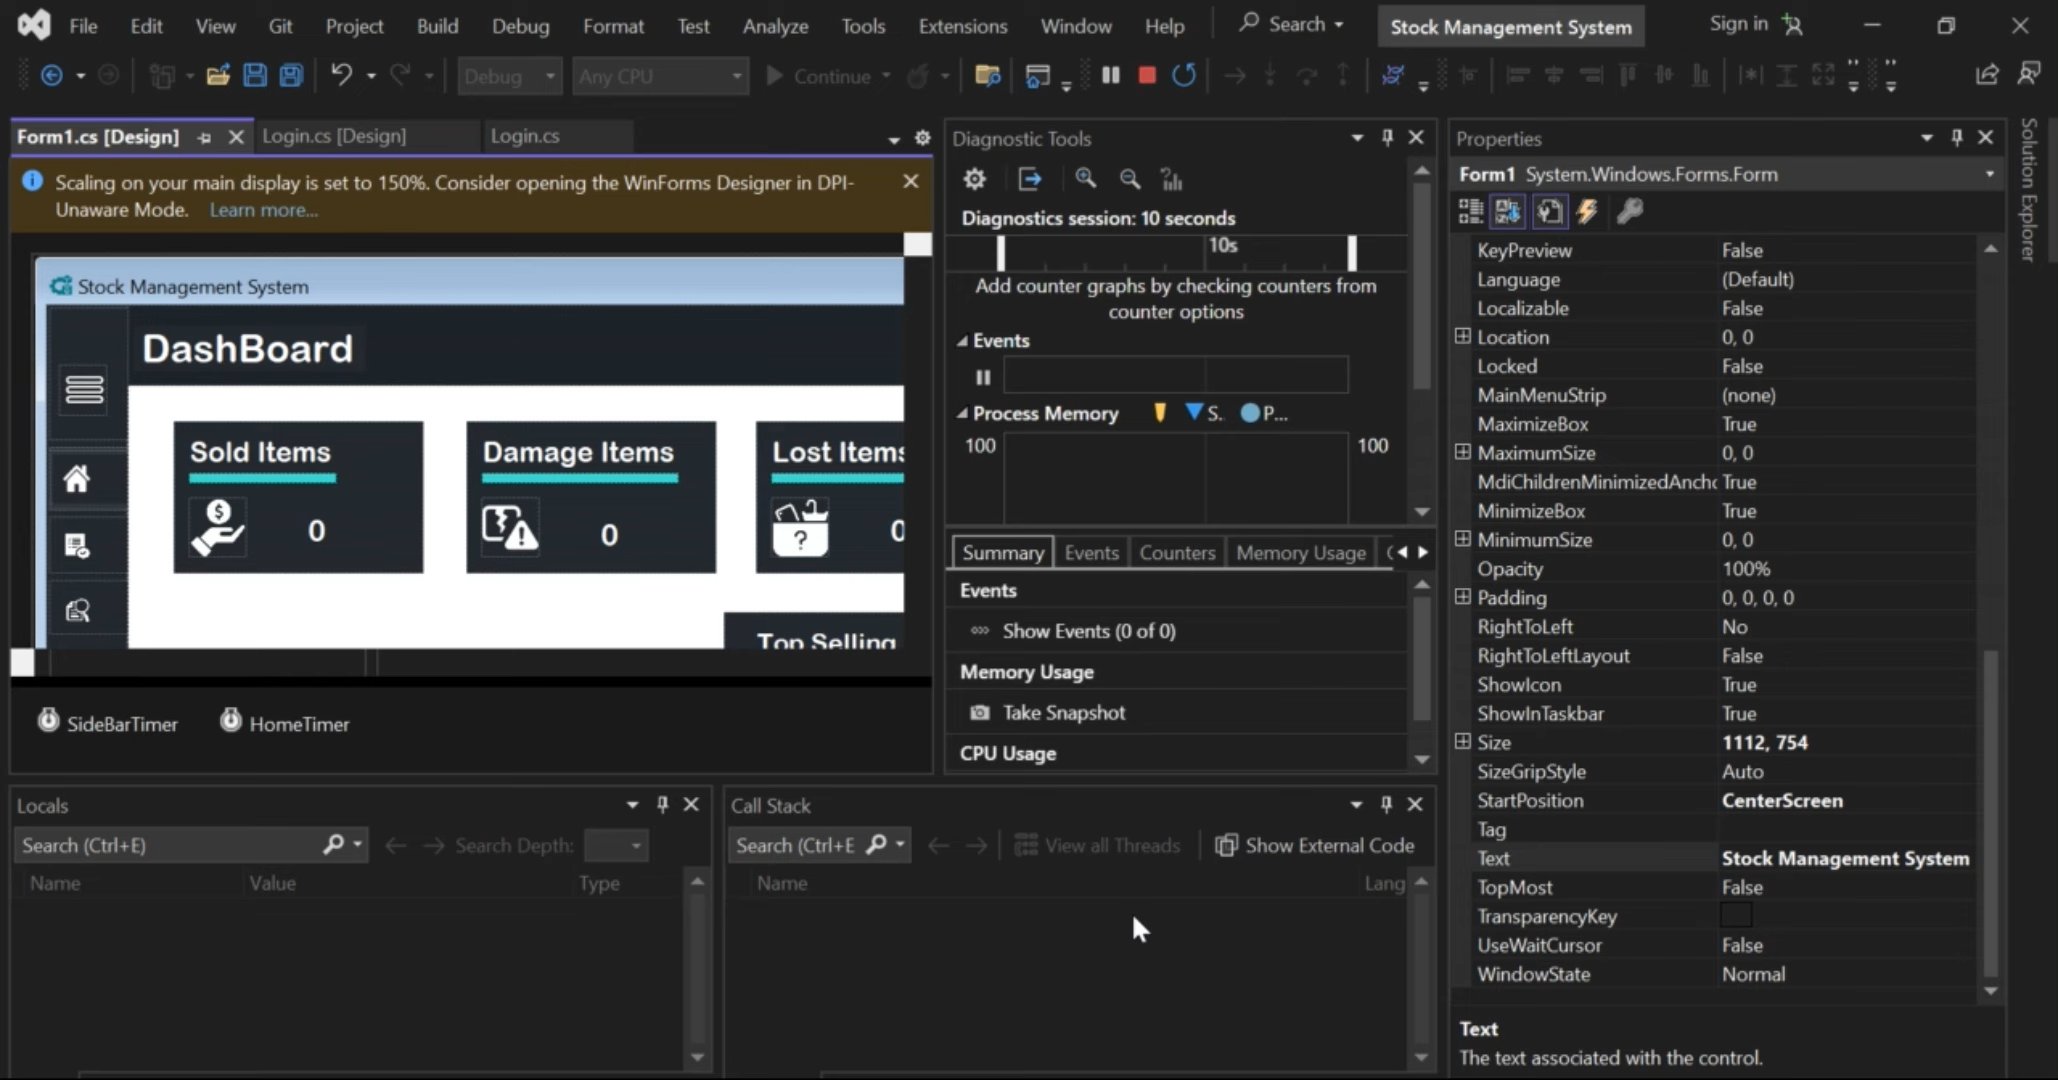 File Edit View Git Project Build Debug Format Test Analyze Tools Extensions Window Help Search Stock Management System Sign in
Debug Any CPU Continue
Form1.cs [Design] Login.cs [Design] Login.cs
Scaling on your main display is set to 150%. Consider opening the WinForms Designer in DPI-
Unaware Mode. Learn more...
Stock Management System
DashBoard
Sold Items
0
Damage Items
0
Lost Items
0
Top Selling
SideBarTimer HomeTimer
Diagnostic Tools
Diagnostics session: 10 seconds
10s
Add counter graphs by checking counters from
counter options
Events
Process Memory S. P...
100 100
Summary Events Counters Memory Usage
Events
Show Events (0 of 0)
Memory Usage
Take Snapshot
CPU Usage
Locals
Search (Ctrl+E) Search Depth:
Name Value Type
Call Stack
Search (Ctrl+E View all Threads Show External Code
Name Lang
Properties
Form1 System.Windows.Forms.Form
KeyPreview False
Language (Default)
Localizable False
Location 0, 0
Locked False
MainMenuStrip (none)
MaximizeBox True
MaximumSize 0, 0
MdiChildrenMinimizedAncho True
MinimizeBox True
MinimumSize 0, 0
Opacity 100%
Padding 0, 0, 0, 0
RightToLeft No
RightToLeftLayout False
ShowIcon True
ShowInTaskbar True
Size 1112, 754
SizeGripStyle Auto
StartPosition CenterScreen
Tag
Text Stock Management System
TopMost False
TransparencyKey
UseWaitCursor False
WindowState Normal
Text
The text associated with the control.
Solution Explorer